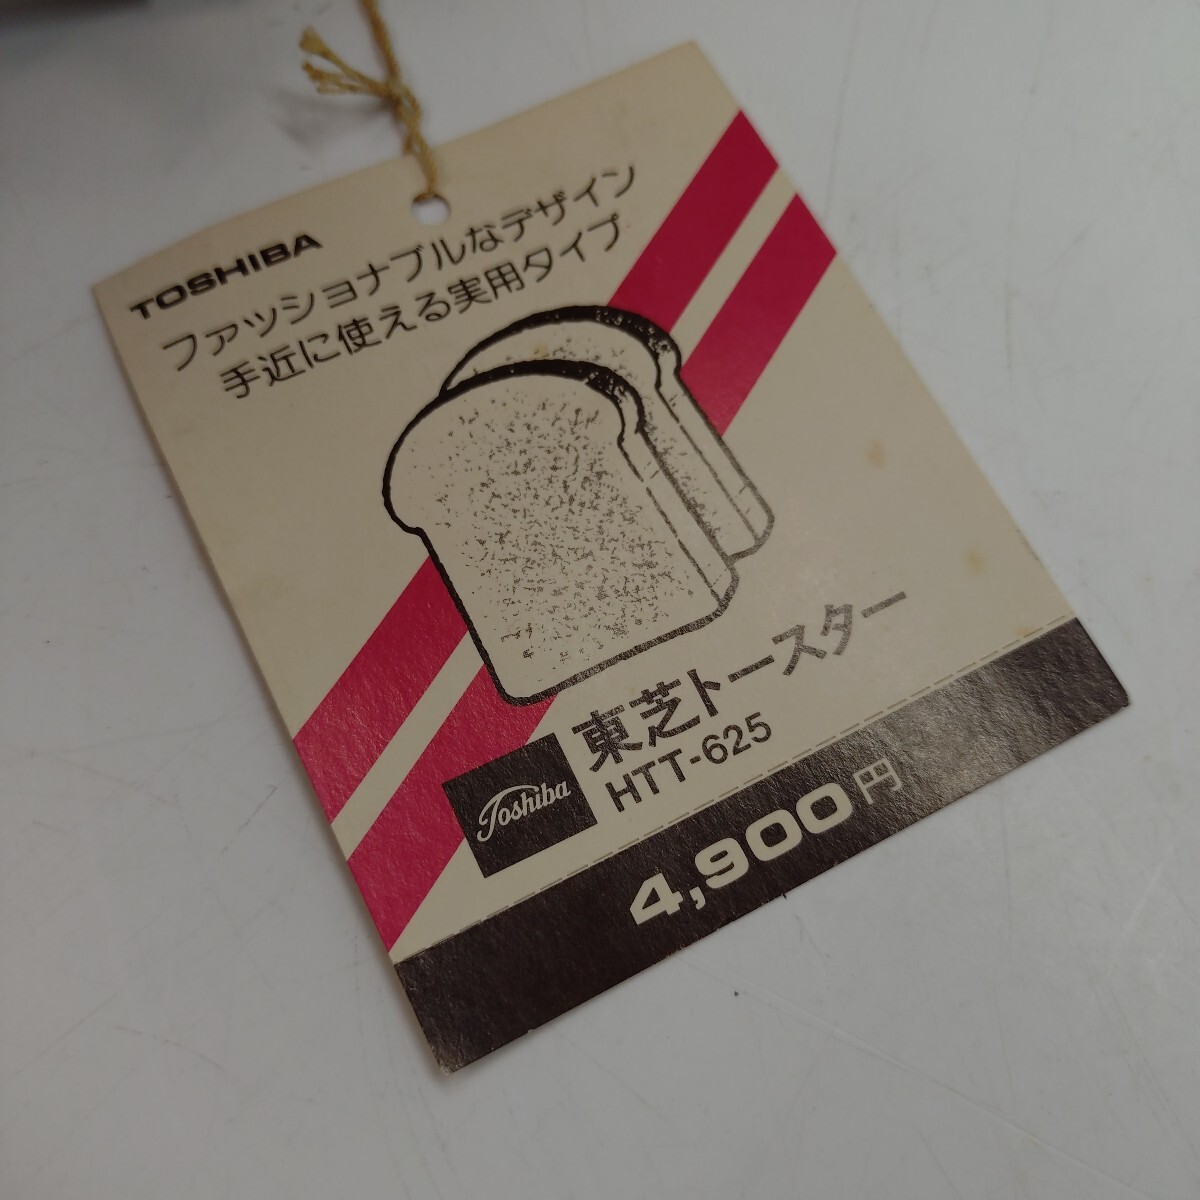 TOSHIBA
ファッショナブルなデザイン
手近に使える実用タイプ
Toshiba
東芝トースター
HTT-625
4,900円